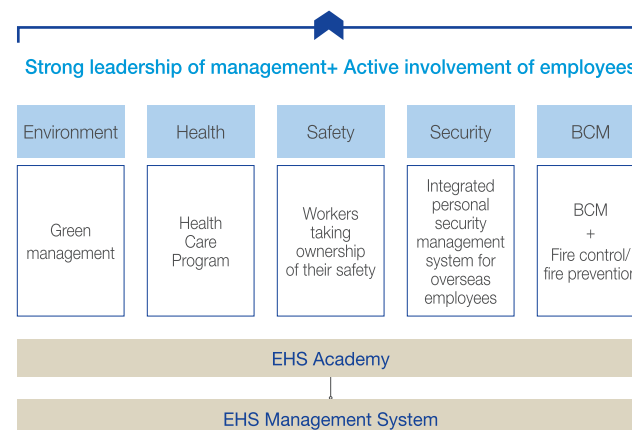 Strong leadership of management+ Active involvement of employees
Environment
Health
Safety
Security
BCM
Green
management
Health
Care
Program
Workers
taking
ownership
of their safety
Integrated
personal
security
management
system for
overseas
employees
BCM
+
Fire control/
fire prevention
EHS Academy
EHS Management System